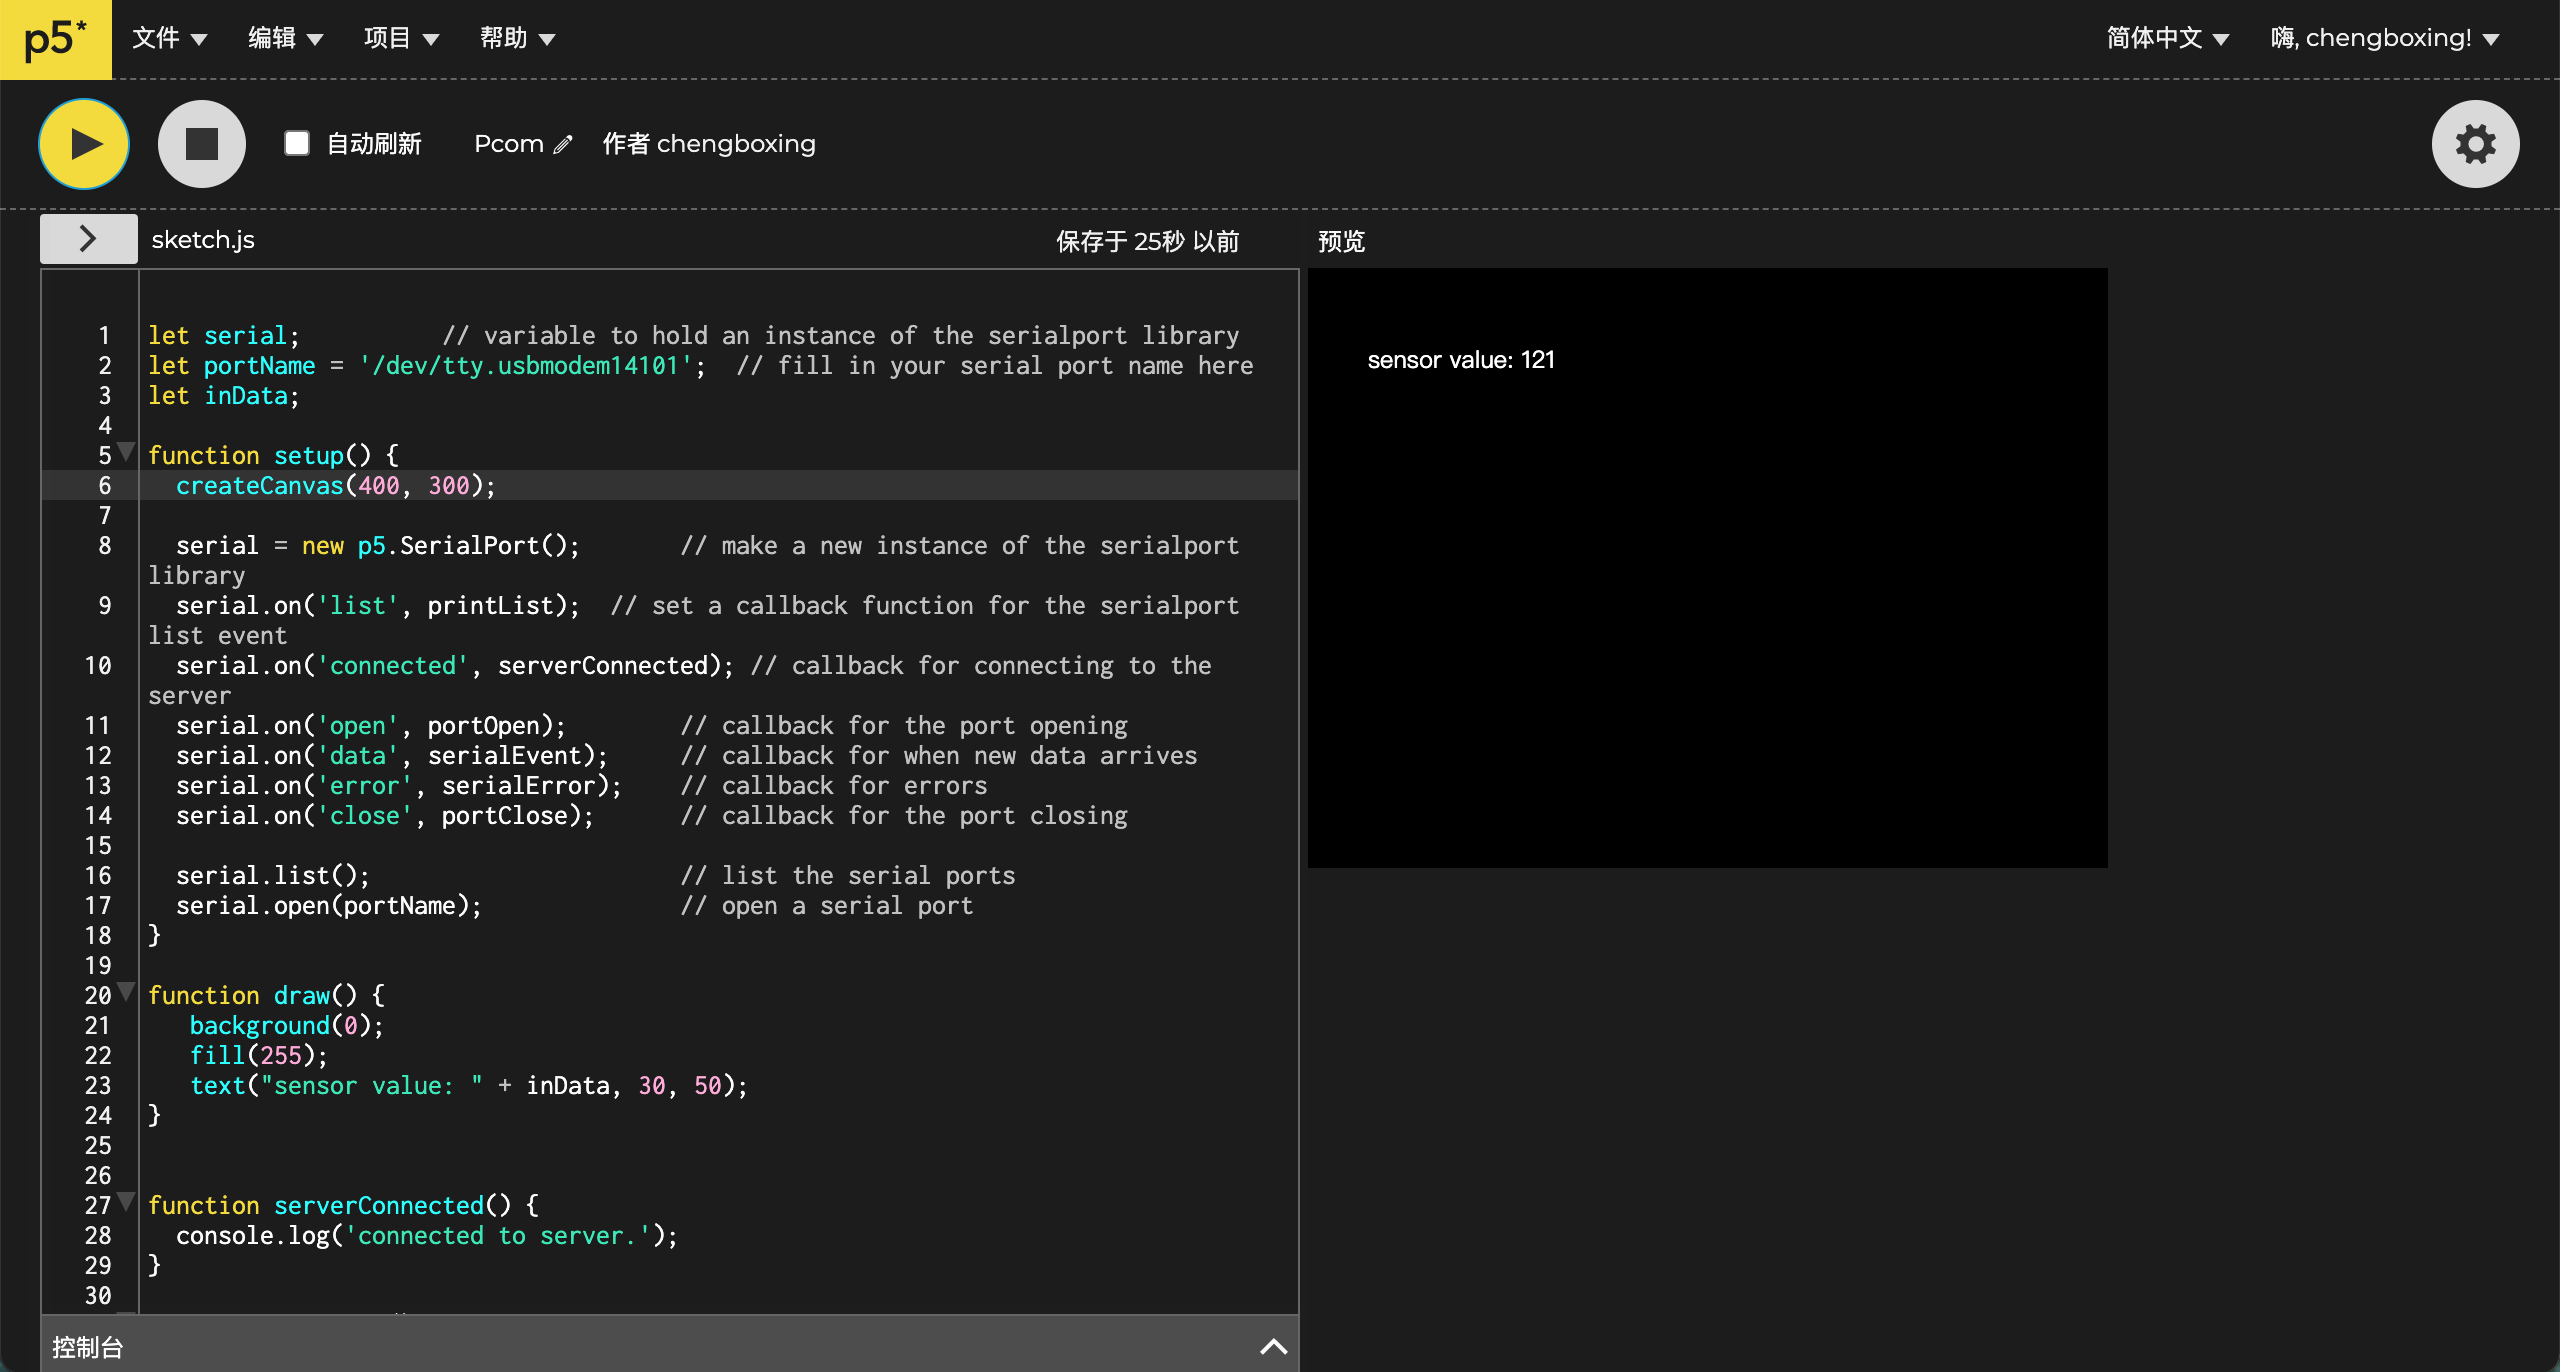 p5* 文件 编辑 项目 帮助 简体中文 嗨, chengboxing!
自动刷新 Pcom 作者 chengboxing
sketch.js 保存于 25秒 以前 预览
1 let serial;          // variable to hold an instance of the serialport library
2 let portName = '/dev/tty.usbmodem14101';  // fill in your serial port name here
3 let inData;
4
5 function setup() {
6   createCanvas(400, 300);
7
8   serial = new p5.SerialPort();       // make a new instance of the serialport
library
9   serial.on('list', printList);  // set a callback function for the serialport
list event
10   serial.on('connected', serverConnected); // callback for connecting to the
server
11   serial.on('open', portOpen);        // callback for the port opening
12   serial.on('data', serialEvent);     // callback for when new data arrives
13   serial.on('error', serialError);    // callback for errors
14   serial.on('close', portClose);      // callback for the port closing
15
16   serial.list();                      // list the serial ports
17   serial.open(portName);              // open a serial port
18 }
19
20 function draw() {
21    background(0);
22    fill(255);
23    text("sensor value: " + inData, 30, 50);
24 }
25
26
27 function serverConnected() {
28   console.log('connected to server.');
29 }
30
控制台
sensor value: 121